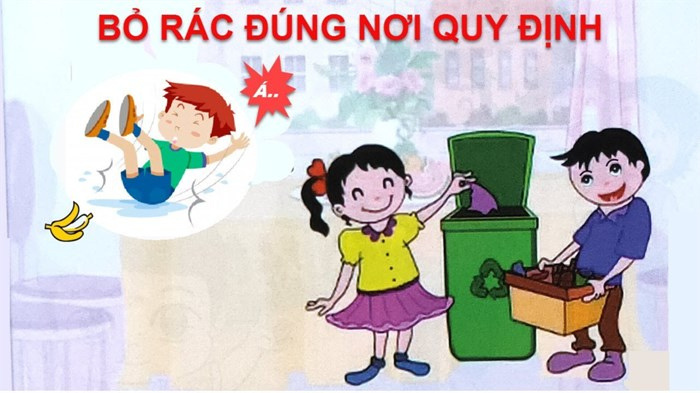 BỎ RÁC ĐÚNG NƠI QUY ĐỊNH
Á..